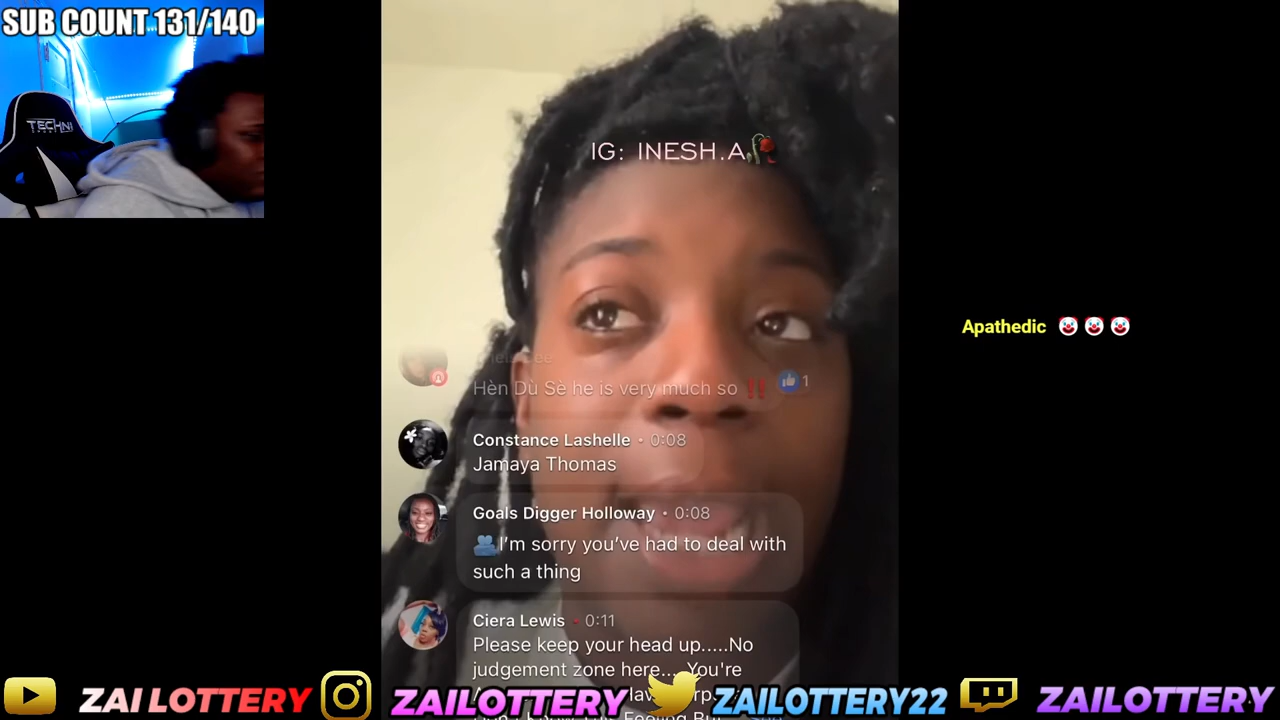 SUB COUNT 131/140
TECHNI
IG: INESH.A🥀
Hèn Dù Sè he is very much so ‼️ 👍 1
Constance Lashelle • 0:08
Jamaya Thomas
Goals Digger Holloway • 0:08
🫂I’m sorry you’ve had to deal with
such a thing
Ciera Lewis • 0:11
Please keep your head up.....No
judgement zone here.... You're
Apathedic 🤡 🤡 🤡
ZAI LOTTERY
ZAILOTTERY
ZAILOTTERY22
ZAILOTTERY